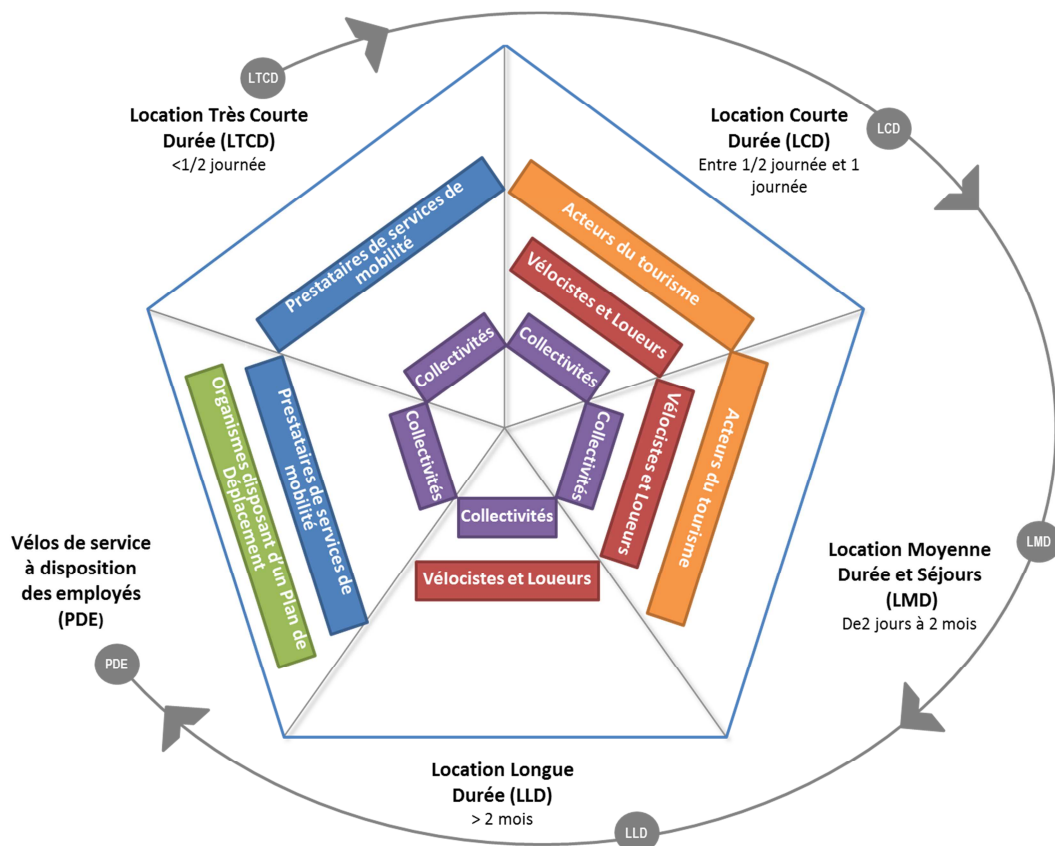 LTCD
Location Très Courte
Durée (LTCD)
<1/2 journée
Location Courte
Durée (LCD)
Entre 1/2 journée et 1
journée
LCD
Prestataires de services de
mobilité
Acteurs du tourisme
Vélocistes et Loueurs
Collectivités
Collectivités
Organismes disposant d'un Plan de
Déplacement
Prestataires de services de
mobilité
Collectivités
Collectivités
Vélocistes et Loueurs
Acteurs du tourisme
Collectivités
Vélocistes et Loueurs
Vélos de service
à disposition
des employés
(PDE)
PDE
LMD
Location Moyenne
Durée et Séjours
(LMD)
De2 jours à 2 mois
Location Longue
Durée (LLD)
> 2 mois
LLD